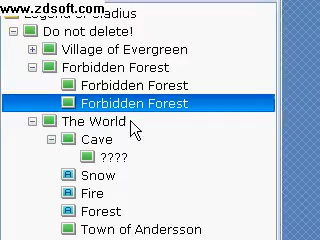 www.zdsoft.com
Legend of Gladius
Do not delete!
Village of Evergreen
Forbidden Forest
Forbidden Forest
Forbidden Forest
The World
Cave
????
Snow
Fire
Forest
Town of Andersson